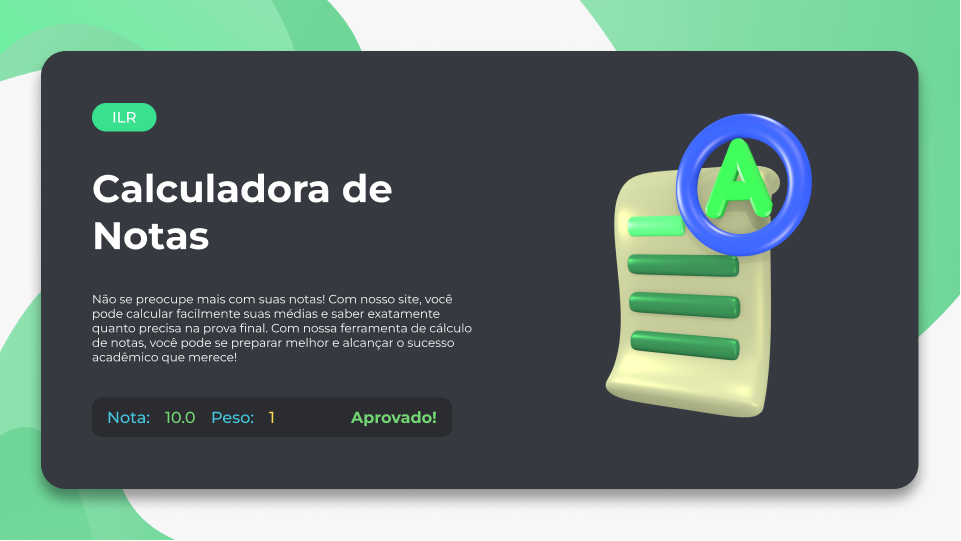 ILR
Calculadora de
Notas
Não se preocupe mais com suas notas! Com nosso site, você
pode calcular facilmente suas médias e saber exatamente
quanto precisa na prova final. Com nossa ferramenta de cálculo
de notas, você pode se preparar melhor e alcançar o sucesso
acadêmico que merece!
Nota: 10.0 Peso: 1 Aprovado!
A